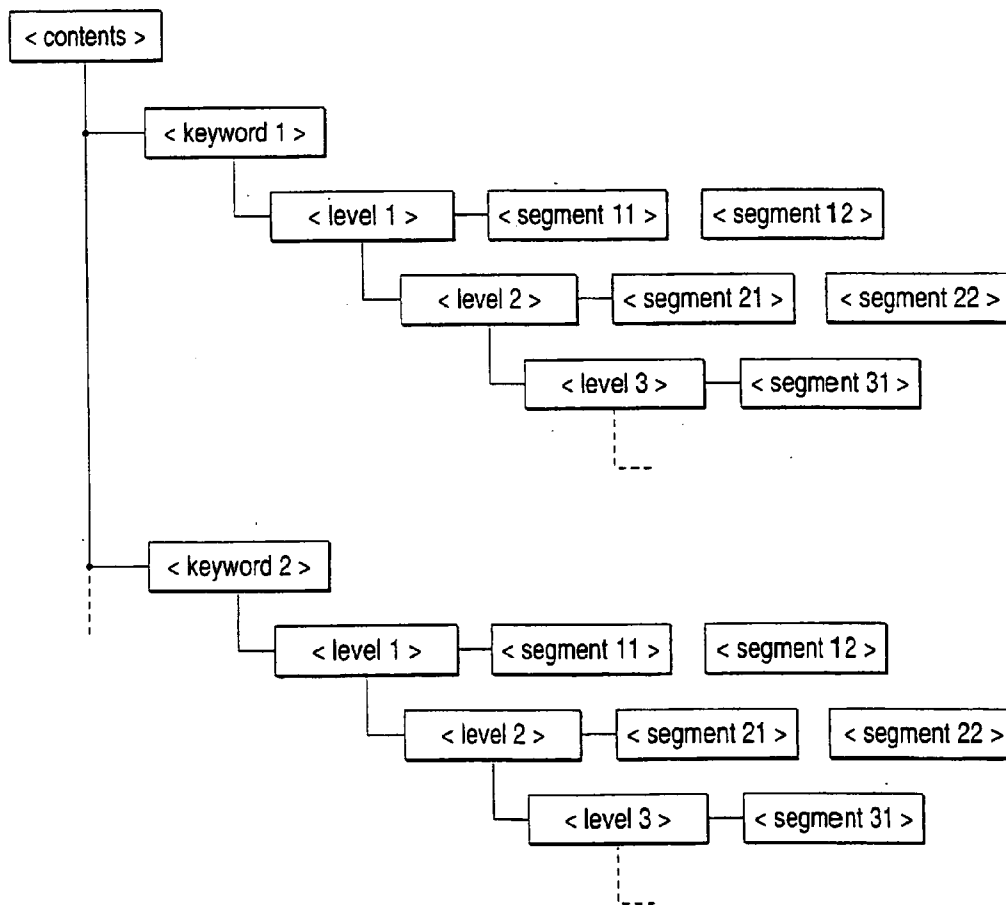 < contents >
< keyword 1 >
< level 1 > < segment 11 > < segment 12 >
< level 2 > < segment 21 > < segment 22 >
< level 3 > < segment 31 >
< keyword 2 >
< level 1 > < segment 11 > < segment 12 >
< level 2 > < segment 21 > < segment 22 >
< level 3 > < segment 31 >